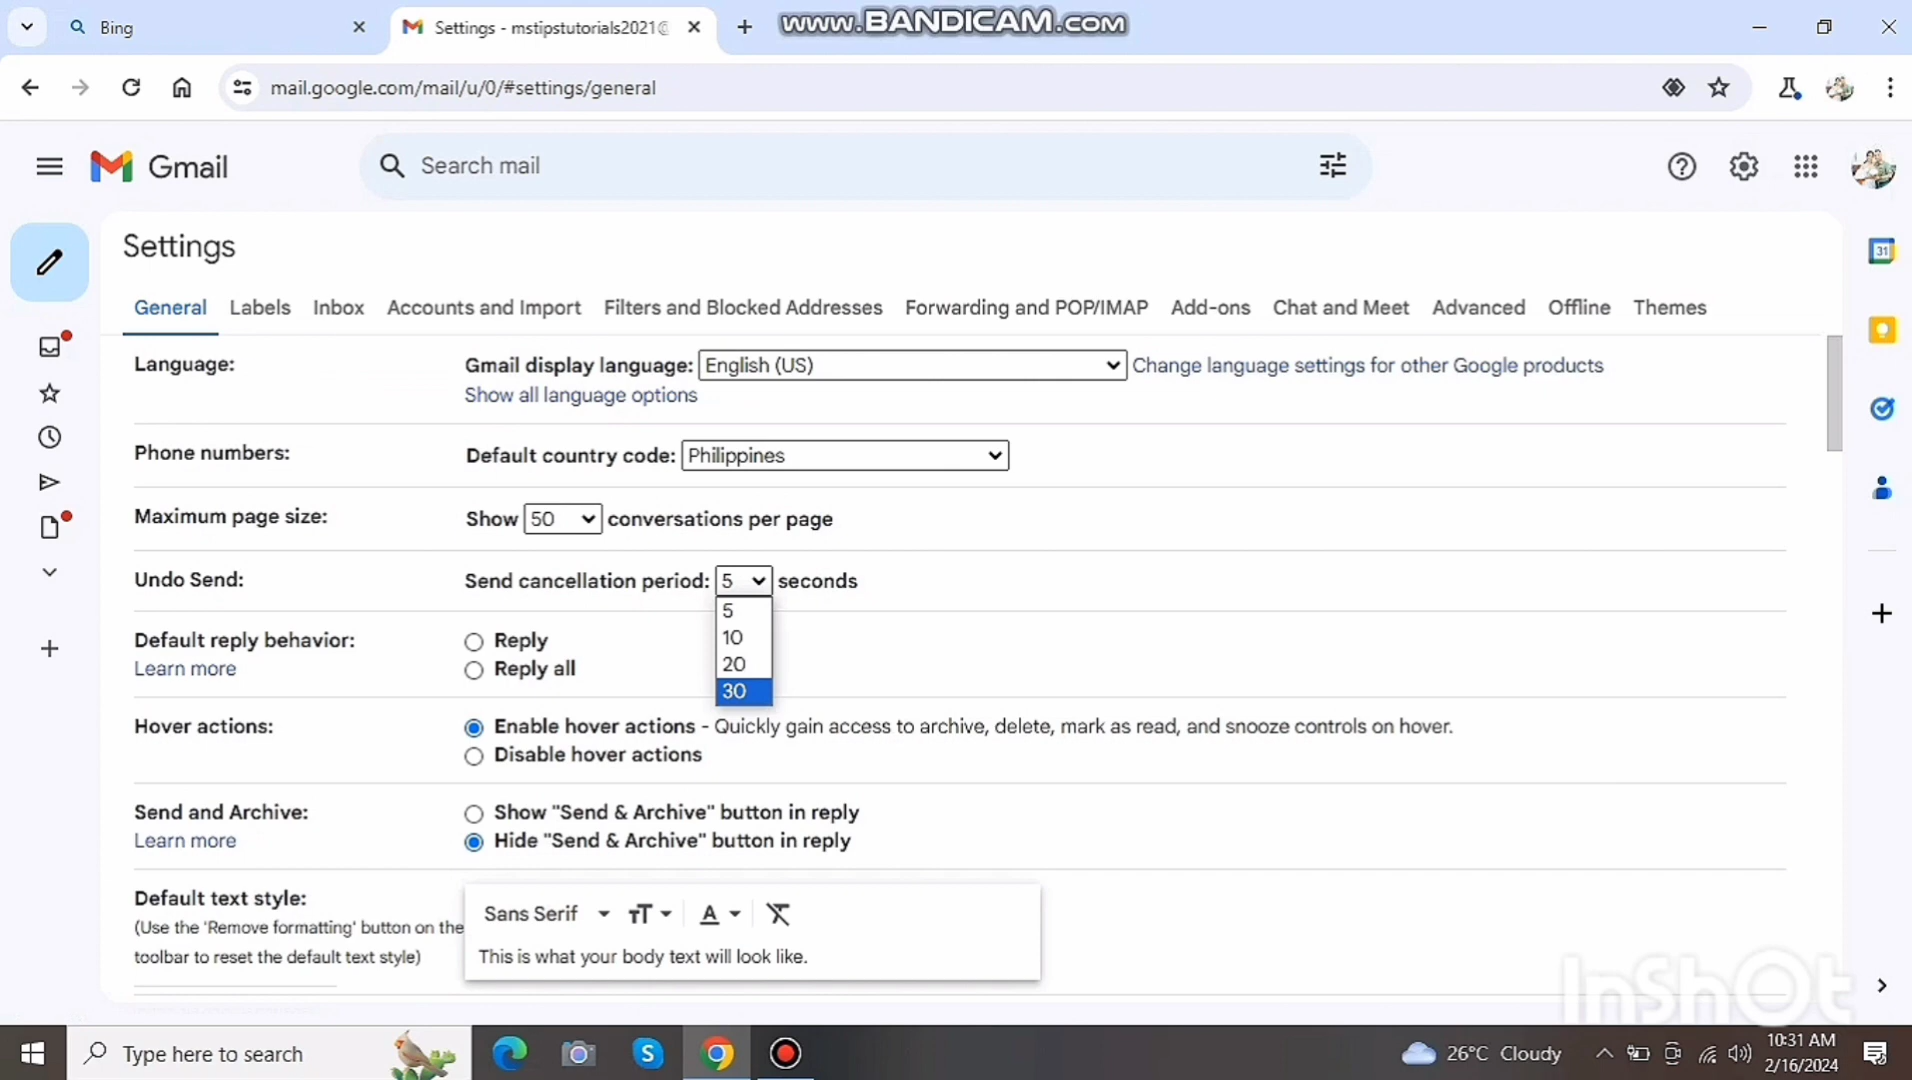 Bing
Settings - mstipstutorials2021@
www.BANDICAM.com
mail.google.com/mail/u/0/#settings/general
Gmail
Search mail
Settings
General Labels Inbox Accounts and Import Filters and Blocked Addresses Forwarding and POP/IMAP Add-ons Chat and Meet Advanced Offline Themes
31
Language:
Gmail display language: English (US) Change language settings for other Google products
Show all language options
Phone numbers:
Default country code: Philippines
Maximum page size:
Show 50 conversations per page
Undo Send:
Send cancellation period: 5 seconds
5
10
20
30
Default reply behavior:
Learn more
Reply
Reply all
Hover actions:
Enable hover actions - Quickly gain access to archive, delete, mark as read, and snooze controls on hover.
Disable hover actions
Send and Archive:
Learn more
Show "Send & Archive" button in reply
Hide "Send & Archive" button in reply
Default text style:
(Use the 'Remove formatting' button on the
toolbar to reset the default text style)
Sans Serif
This is what your body text will look like.
InShOt
Type here to search
26°C Cloudy
10:31 AM
2/16/2024